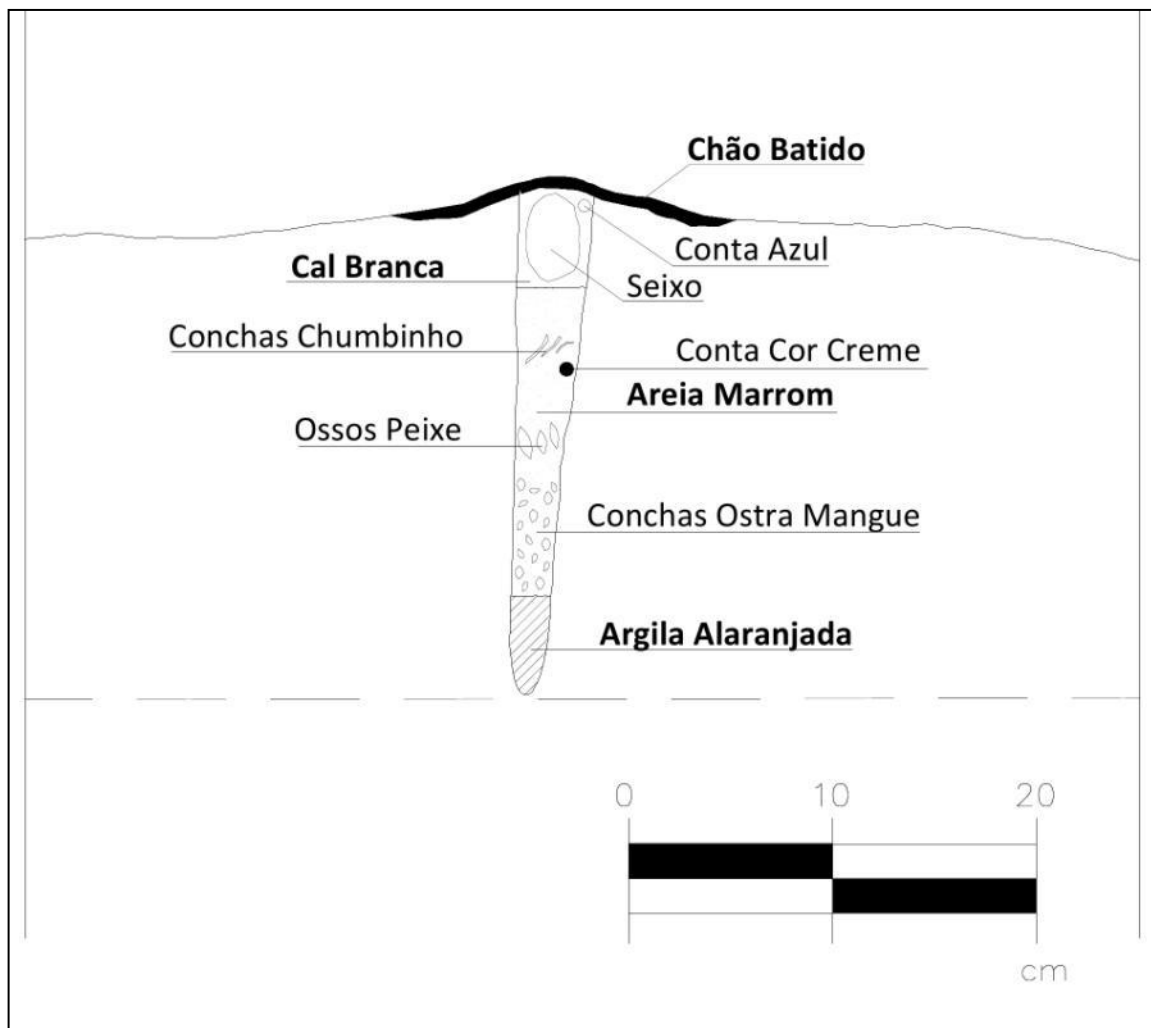 Chão Batido
Conta Azul
Cal Branca
Seixo
Conchas Chumbinho
Conta Cor Creme
Areia Marrom
Ossos Peixe
Conchas Ostra Mangue
Argila Alaranjada
0 10 20
cm